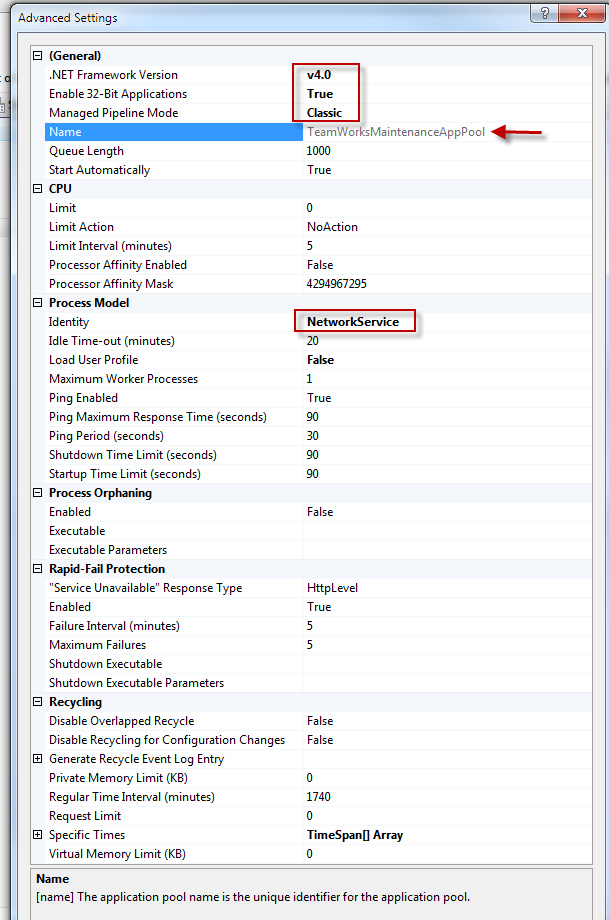 Advanced Settings
(General)
.NET Framework Version v4.0
Enable 32-Bit Applications True
Managed Pipeline Mode Classic
Name TeamWorksMaintenanceAppPool
Queue Length 1000
Start Automatically True
CPU
Limit 0
Limit Action NoAction
Limit Interval (minutes) 5
Processor Affinity Enabled False
Processor Affinity Mask 4294967295
Process Model
Identity NetworkService
Idle Time-out (minutes) 20
Load User Profile False
Maximum Worker Processes 1
Ping Enabled True
Ping Maximum Response Time (seconds) 90
Ping Period (seconds) 30
Shutdown Time Limit (seconds) 90
Startup Time Limit (seconds) 90
Process Orphaning
Enabled False
Executable
Executable Parameters
Rapid-Fail Protection
"Service Unavailable" Response Type HttpLevel
Enabled True
Failure Interval (minutes) 5
Maximum Failures 5
Shutdown Executable
Shutdown Executable Parameters
Recycling
Disable Overlapped Recycle False
Disable Recycling for Configuration Changes False
Generate Recycle Event Log Entry
Private Memory Limit (KB) 0
Regular Time Interval (minutes) 1740
Request Limit 0
Specific Times TimeSpan[] Array
Virtual Memory Limit (KB) 0
Name
[name] The application pool name is the unique identifier for the application pool.